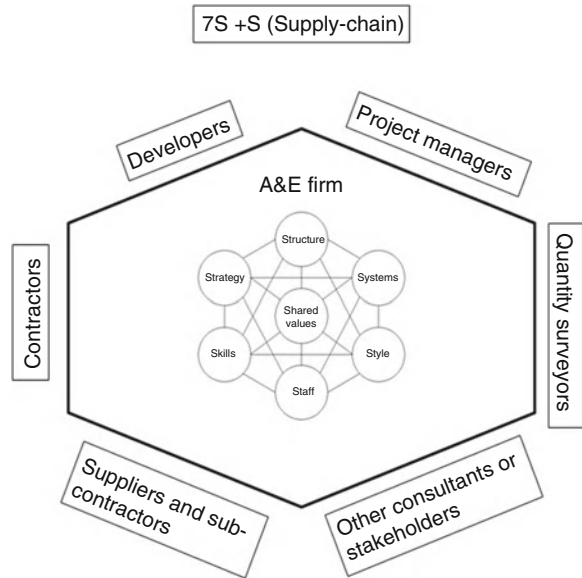 7S +S (Supply-chain)
Developers
Project managers
A&E firm
Structure
Strategy
Systems
Contractors
Shared
values
Quantity surveyors
Skills
Style
Staff
Suppliers and sub-
contractors
Other consultants or
stakeholders